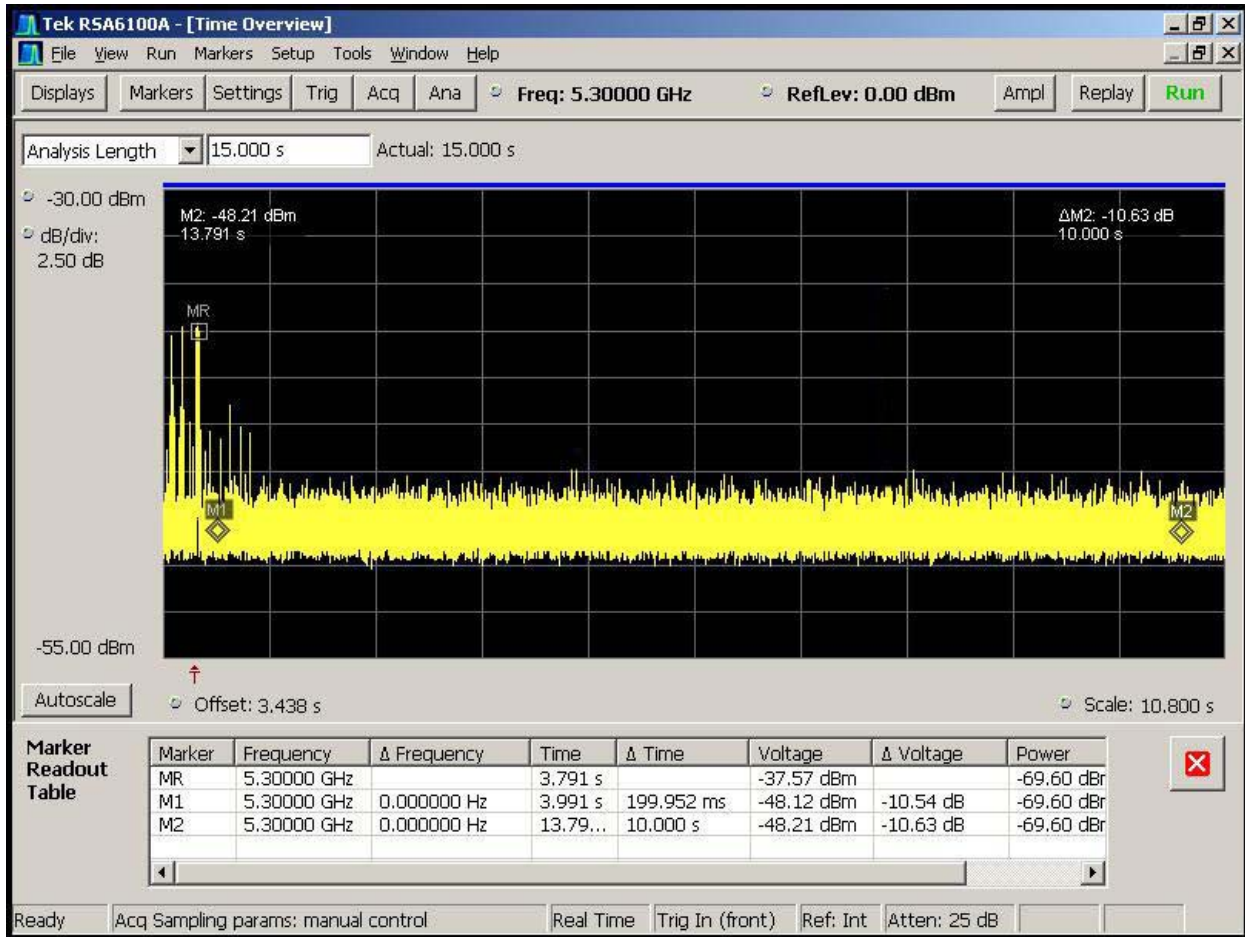 Tek RSA6100A - [Time Overview]
File View Run Markers Setup Tools Window Help
Displays Markers Settings Trig Acq Ana Freq: 5.30000 GHz RefLev: 0.00 dBm Ampl Replay Run
Analysis Length 15.000 s Actual: 15.000 s
-30.00 dBm
dB/div:
2.50 dB
M2: -48.21 dBm
13.791 s
ΔM2: -10.63 dB
10.000 s
MR
M1
M2
-55.00 dBm
T
Autoscale Offset: 3.438 s Scale: 10.800 s
Marker
Readout
Table
Marker Frequency Δ Frequency Time Δ Time Voltage Δ Voltage Power
MR 5.30000 GHz 3.791 s -37.57 dBm -69.60 dBr
M1 5.30000 GHz 0.000000 Hz 3.991 s 199.952 ms -48.12 dBm -10.54 dB -69.60 dBr
M2 5.30000 GHz 0.000000 Hz 13.79... 10.000 s -48.21 dBm -10.63 dB -69.60 dBr
Ready Acq Sampling params: manual control Real Time Trig In (front) Ref: Int Atten: 25 dB